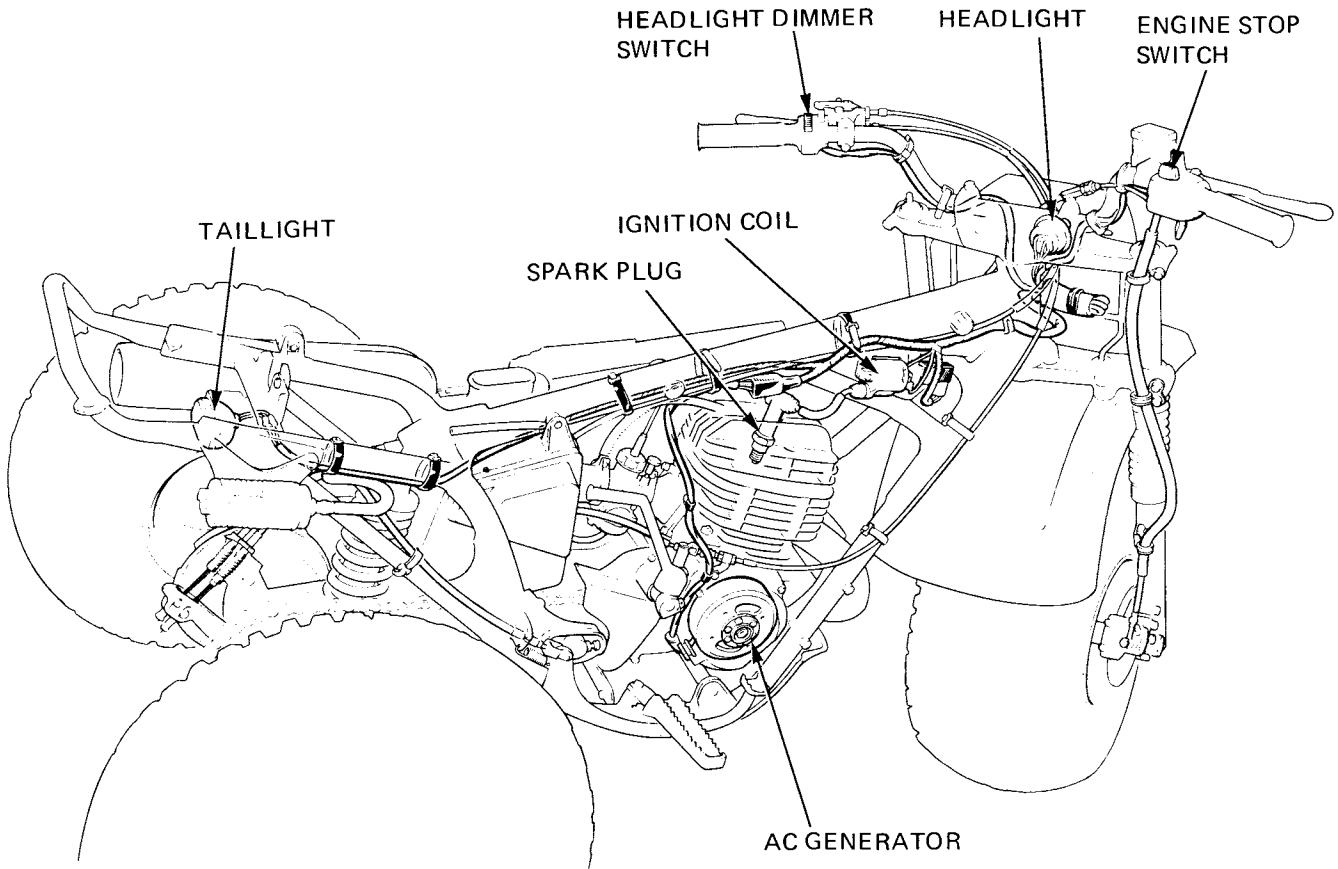 HEADLIGHT DIMMER
SWITCH
HEADLIGHT
ENGINE STOP
SWITCH
TAILLIGHT
IGNITION COIL
SPARK PLUG
AC GENERATOR